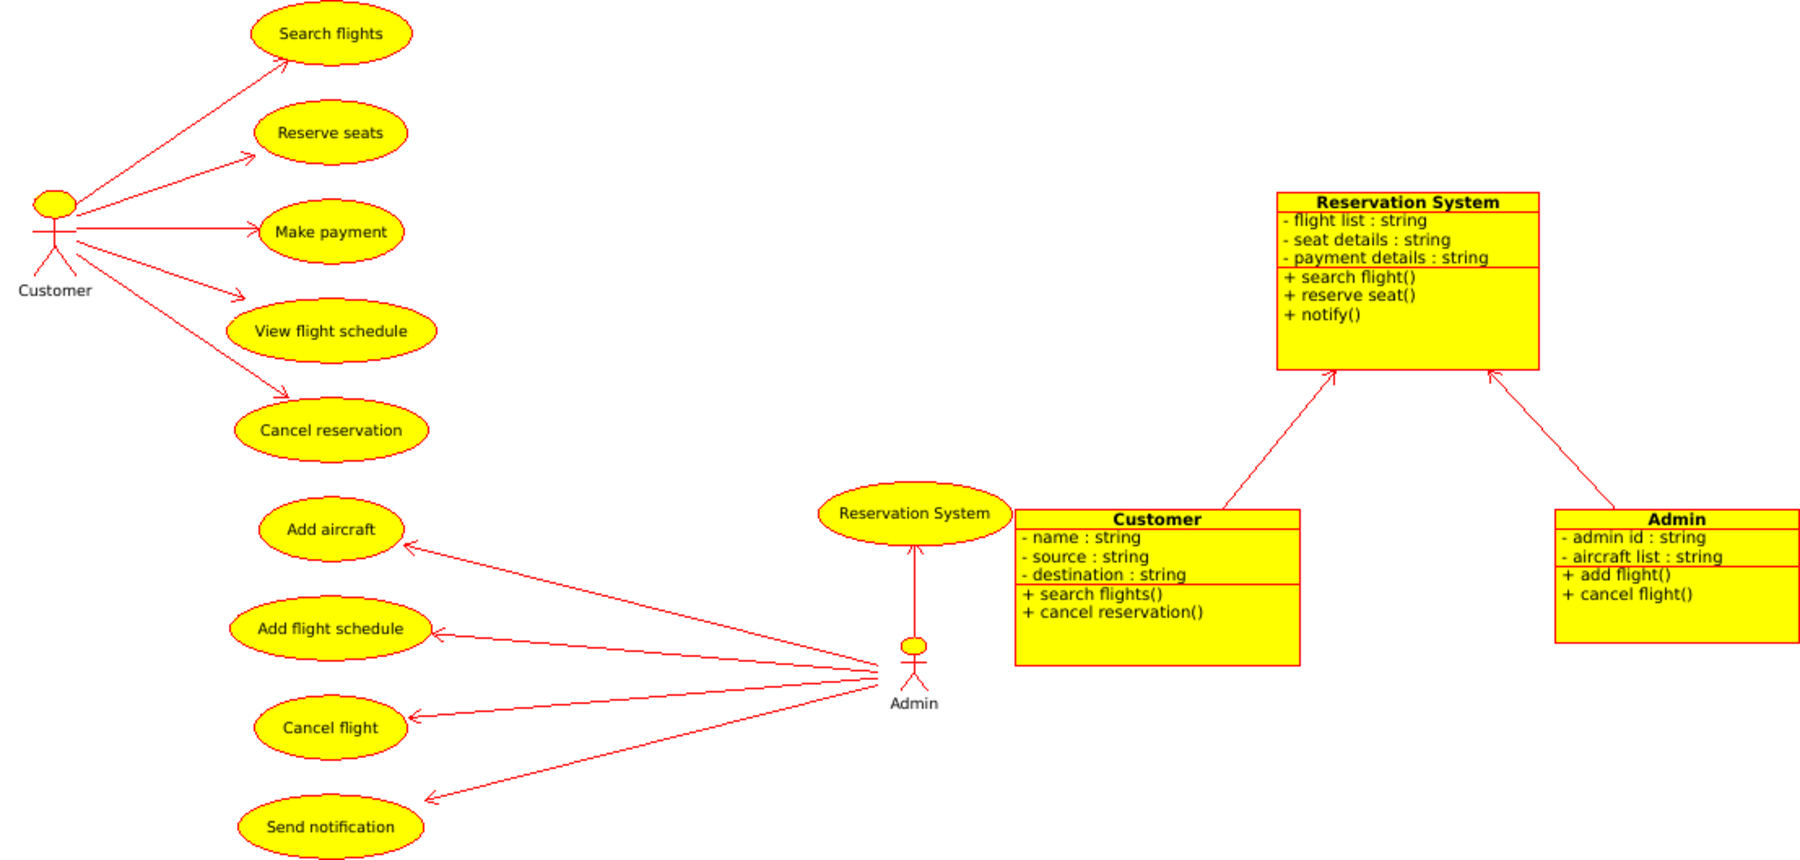 Search flights
Reserve seats
Make payment
View flight schedule
Cancel reservation
Customer
Add aircraft
Add flight schedule
Cancel flight
Send notification
Reservation System
Admin
Reservation System
- flight list : string
- seat details : string
- payment details : string
+ search flight()
+ reserve seat()
+ notify()
Customer
- name : string
- source : string
- destination : string
+ search flights()
+ cancel reservation()
Admin
- admin id : string
- aircraft list : string
+ add flight()
+ cancel flight()